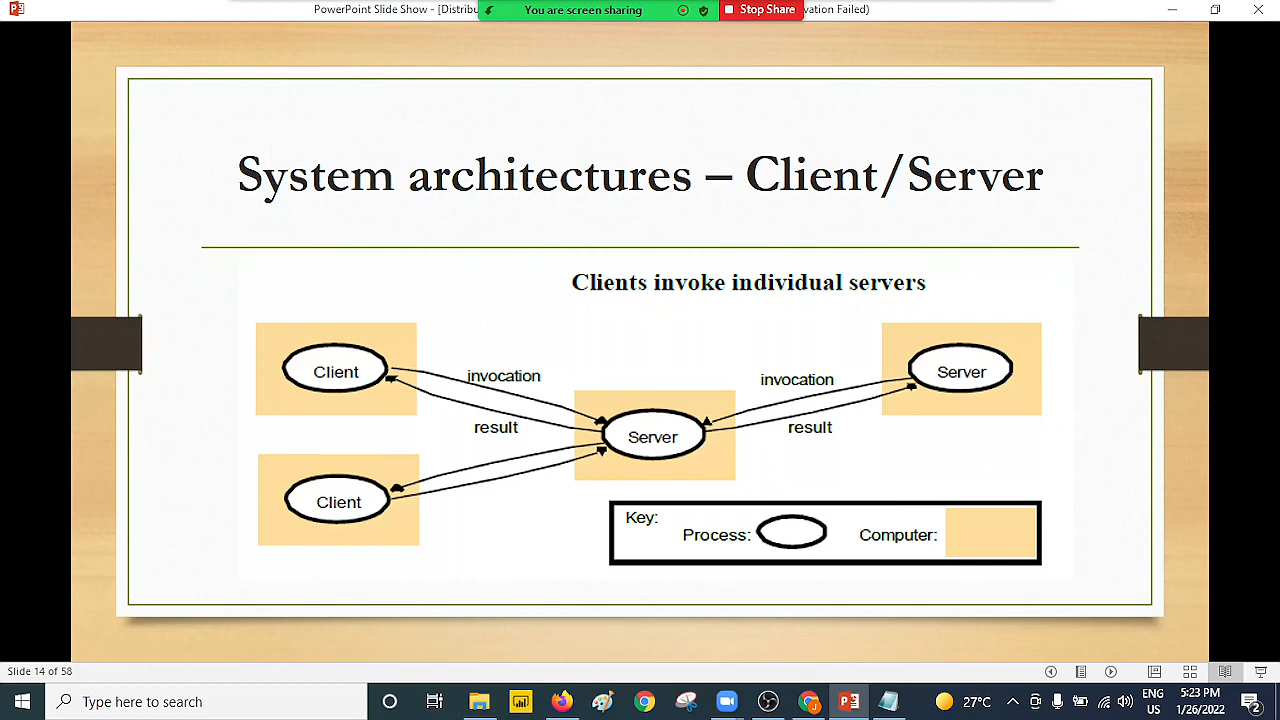 PowerPoint Slide Show - [Distribu
You are screen sharing
Stop Share
vation Failed)
System architectures – Client/Server
Clients invoke individual servers
Client
invocation
result
Client
Server
invocation
result
Server
Key:
Process:
Computer:
Slide 14 of 58
Type here to search
27°C
ENG
US
5:23 PM
1/26/2022
2